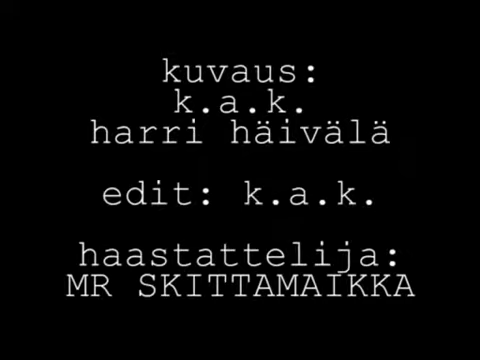 kuvaus:
k.a.k.
harri häivälä
edit: k.a.k.
haastattelija:
MR SKITTAMAIKKA